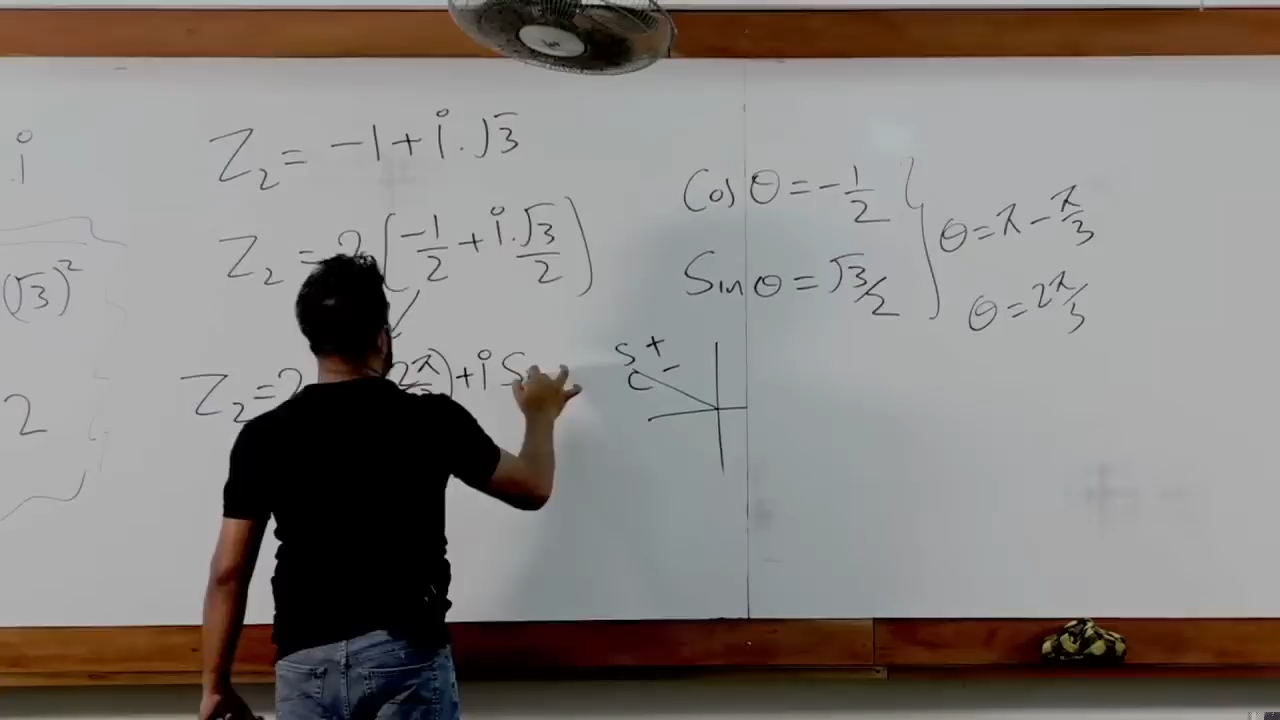 i
(√3)²
2
Z₂ = -1 + i.√3
Z₂ = 2(-1/2 + i.√3/2)
Z₂ = 2 2π/ ) + i S
Cos θ = -1/2
Sin θ = √3/2
θ = π - π/3
θ = 2π/3
S +
C -